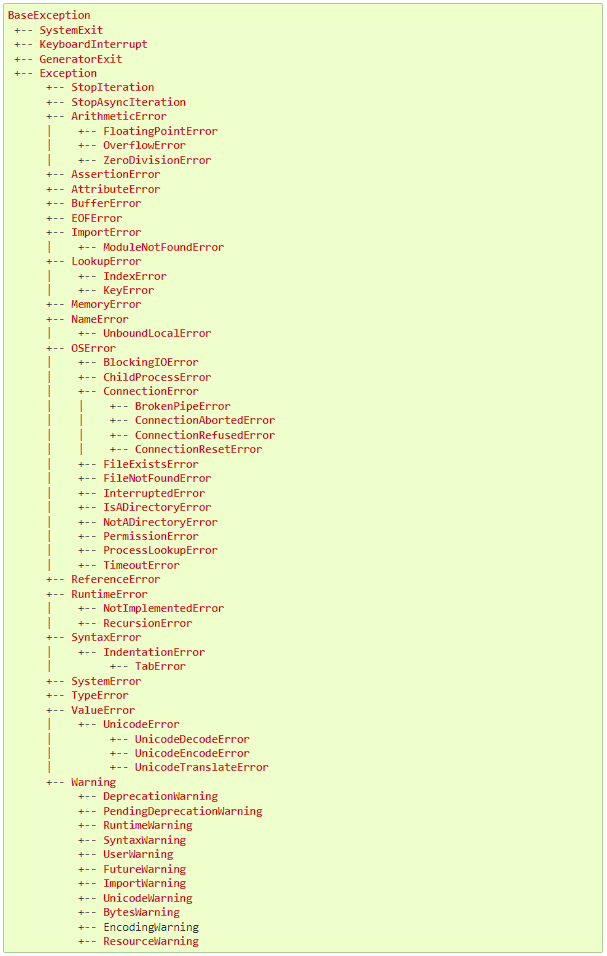 BaseException
 +-- SystemExit
 +-- KeyboardInterrupt
 +-- GeneratorExit
 +-- Exception
      +-- StopIteration
      +-- StopAsyncIteration
      +-- ArithmeticError
      |    +-- FloatingPointError
      |    +-- OverflowError
      |    +-- ZeroDivisionError
      +-- AssertionError
      +-- AttributeError
      +-- BufferError
      +-- EOFError
      +-- ImportError
      |    +-- ModuleNotFoundError
      +-- LookupError
      |    +-- IndexError
      |    +-- KeyError
      +-- MemoryError
      +-- NameError
      |    +-- UnboundLocalError
      +-- OSError
      |    +-- BlockingIOError
      |    +-- ChildProcessError
      |    +-- ConnectionError
      |    |    +-- BrokenPipeError
      |    |    +-- ConnectionAbortedError
      |    |    +-- ConnectionRefusedError
      |    |    +-- ConnectionResetError
      |    +-- FileExistsError
      |    +-- FileNotFoundError
      |    +-- InterruptedError
      |    +-- IsADirectoryError
      |    +-- NotADirectoryError
      |    +-- PermissionError
      |    +-- ProcessLookupError
      |    +-- TimeoutError
      +-- ReferenceError
      +-- RuntimeError
      |    +-- NotImplementedError
      |    +-- RecursionError
      +-- SyntaxError
      |    +-- IndentationError
      |         +-- TabError
      +-- SystemError
      +-- TypeError
      +-- ValueError
      |    +-- UnicodeError
      |         +-- UnicodeDecodeError
      |         +-- UnicodeEncodeError
      |         +-- UnicodeTranslateError
      +-- Warning
           +-- DeprecationWarning
           +-- PendingDeprecationWarning
           +-- RuntimeWarning
           +-- SyntaxWarning
           +-- UserWarning
           +-- FutureWarning
           +-- ImportWarning
           +-- UnicodeWarning
           +-- BytesWarning
           +-- EncodingWarning
           +-- ResourceWarning